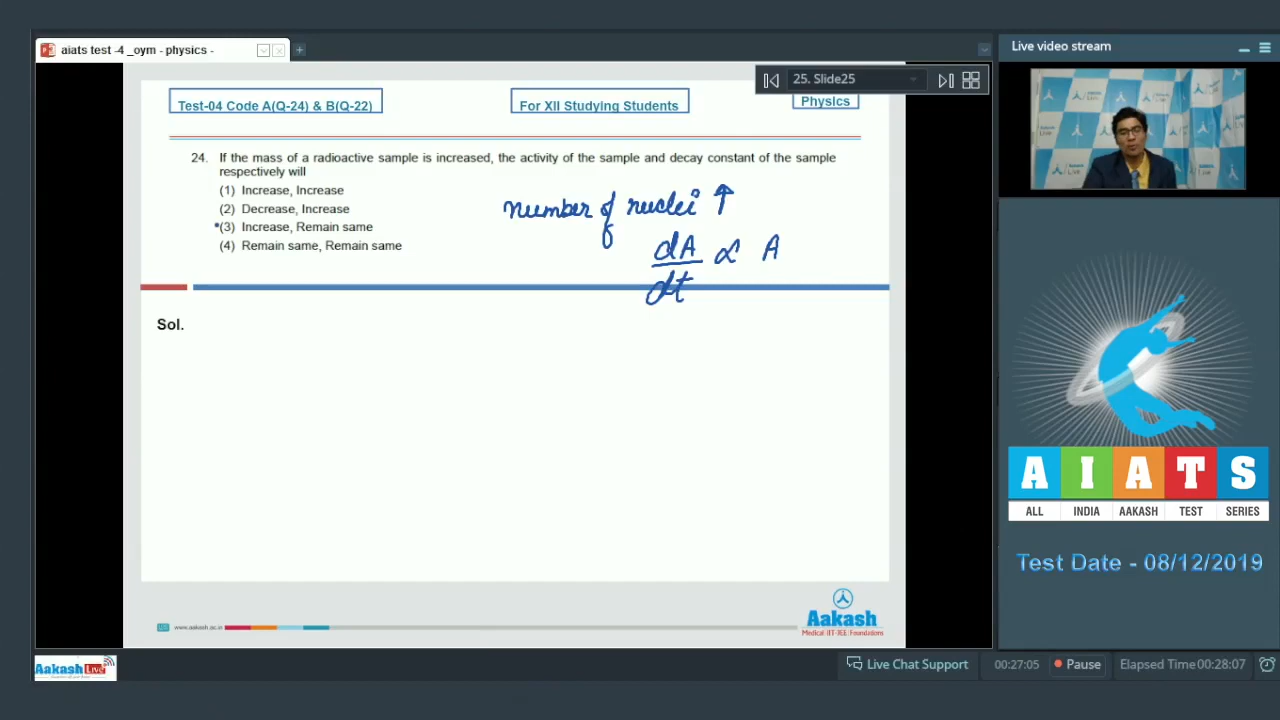 aiats test -4 _oym - physics -
Live video stream
25. Slide25
Test-04 Code A(Q-24) & B(Q-22)
For XII Studying Students
Physics
24. If the mass of a radioactive sample is increased, the activity of the sample and decay constant of the sample
respectively will
(1) Increase, Increase
(2) Decrease, Increase
(3) Increase, Remain same
(4) Remain same, Remain same
number of nuclei ↑
dA/dt ∝ A
Sol.
A I A T S
ALL INDIA AAKASH TEST SERIES
Test Date - 08/12/2019
Aakash
Medical|IIT-JEE|Foundations
www.aakash.ac.in
Aakash Live
Live Chat Support
00:27:05
Pause
Elapsed Time 00:28:07